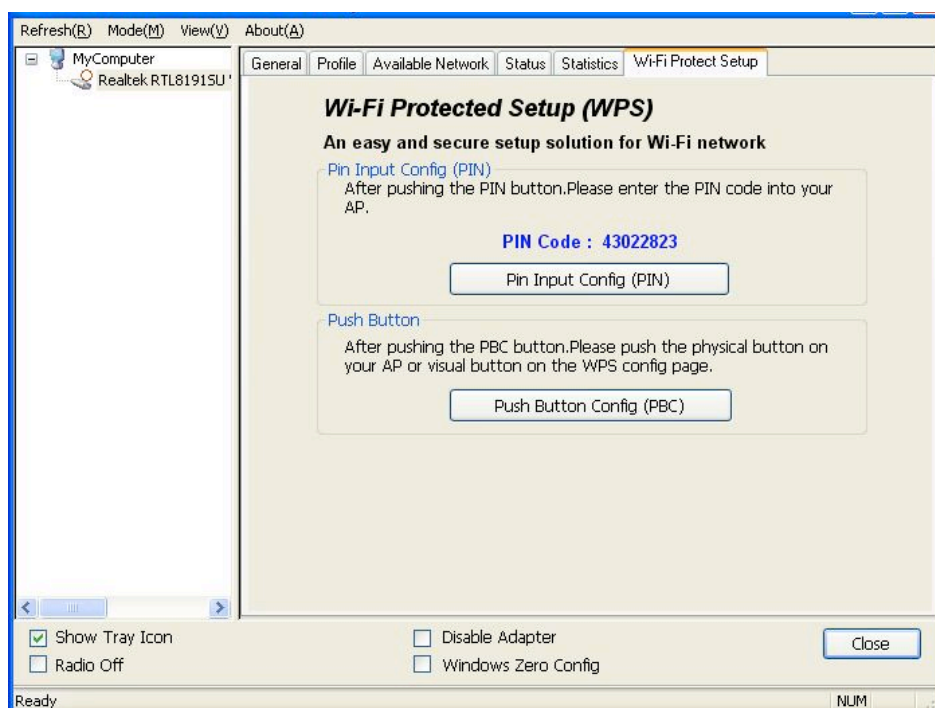 Refresh(R) Mode(M) View(V) About(A)
MyComputer
Realtek RTL8191SU '
General Profile Available Network Status Statistics Wi-Fi Protect Setup
Wi-Fi Protected Setup (WPS)
An easy and secure setup solution for Wi-Fi network
Pin Input Config (PIN)
After pushing the PIN button.Please enter the PIN code into your
AP.
PIN Code : 43022823
Pin Input Config (PIN)
Push Button
After pushing the PBC button.Please push the physical button on
your AP or visual button on the WPS config page.
Push Button Config (PBC)
Show Tray Icon
Radio Off
Disable Adapter
Windows Zero Config
Close
Ready
NUM